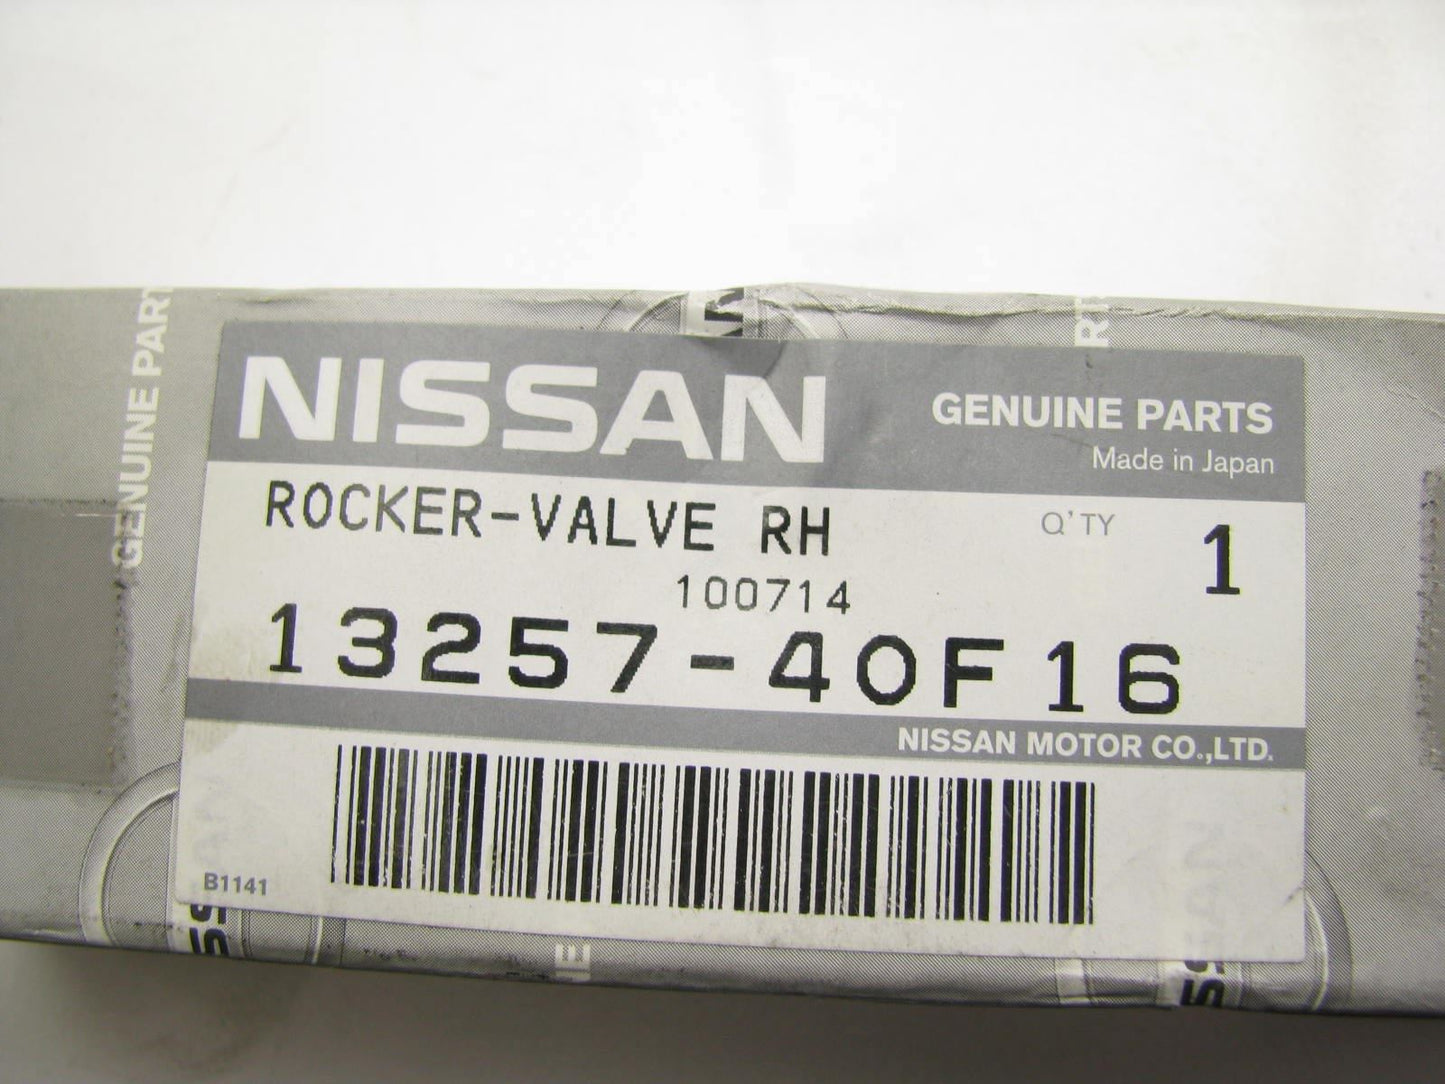 GENUINE PARTS
NISSAN
GENUINE PARTS
Made in Japan
ROCKER-VALVE RH
Q'TY
1
100714
13257-40F16
NISSAN MOTOR CO.,LTD.
B1141